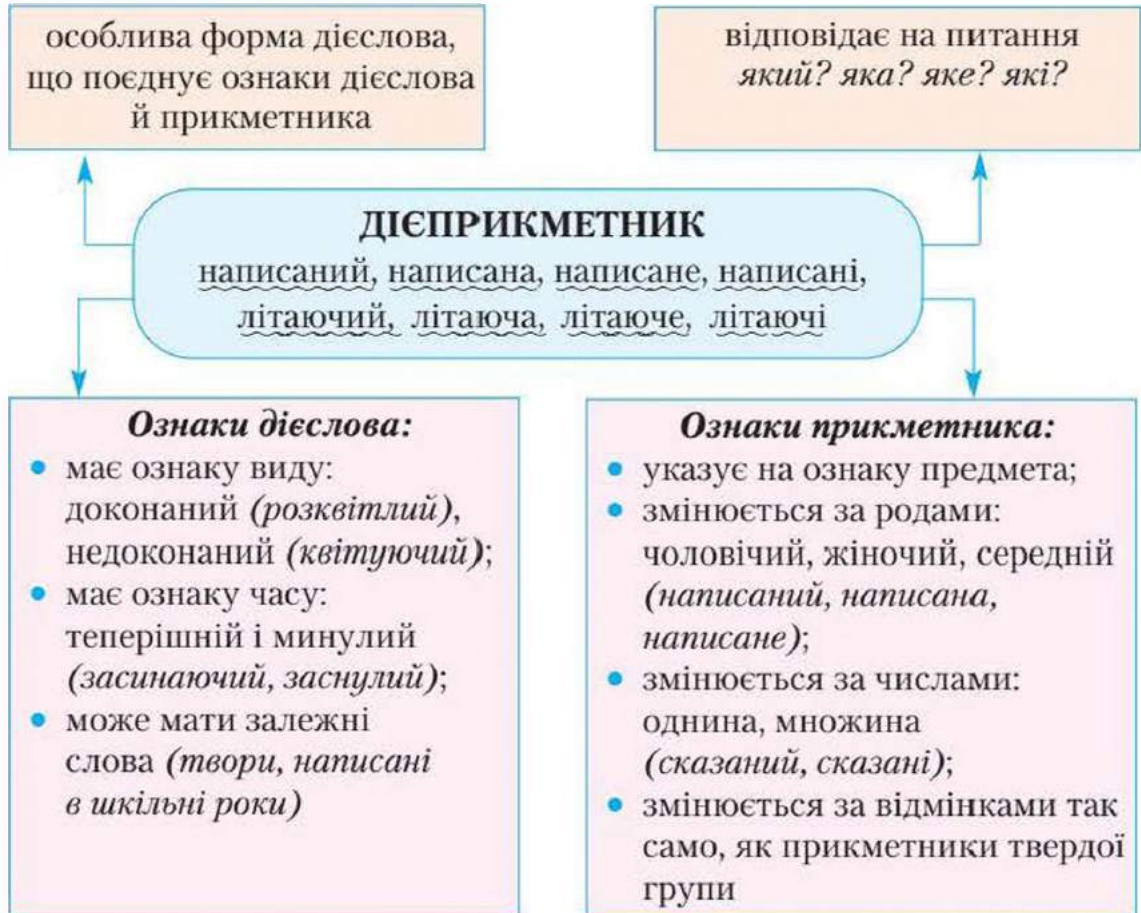 особлива форма дієслова,
що поєднує ознаки дієслова
й прикметника
відповідає на питання
який? яка? яке? які?
ДІЄПРИКМЕТНИК
написаний, написана, написане, написані,
літаючий, літаюча, літаюче, літаючі
Ознаки дієслова:
• має ознаку виду:
доконаний (розквітлий),
недоконаний (квітуючий);
• має ознаку часу:
теперішній і минулий
(засинаючий, заснулий);
• може мати залежні
слова (твори, написані
в шкільні роки)
Ознаки прикметника:
• указує на ознаку предмета;
• змінюється за родами:
чоловічий, жіночий, середній
(написаний, написана,
написане);
• змінюється за числами:
однина, множина
(сказаний, сказані);
• змінюється за відмінками так
само, як прикметники твердої
групи